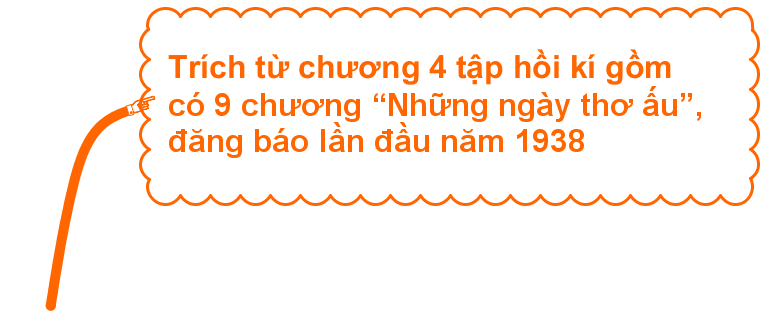 Trích từ chương 4 tập hồi kí gồm
có 9 chương “Những ngày thơ ấu”,
đăng báo lần đầu năm 1938